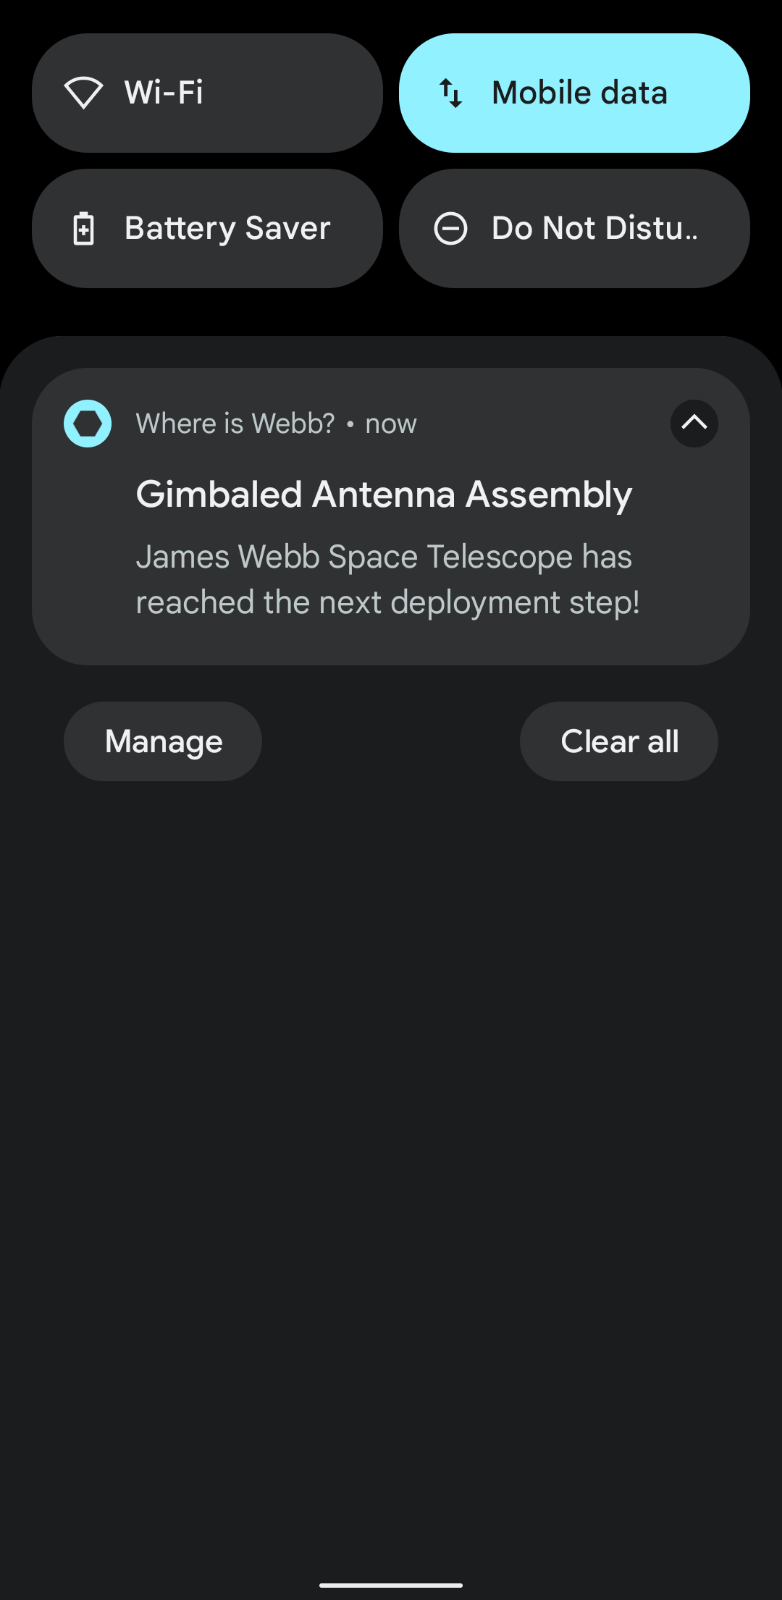 Wi-Fi
Mobile data
Battery Saver
Do Not Distu..
Where is Webb? • now
Gimbaled Antenna Assembly
James Webb Space Telescope has
reached the next deployment step!
Manage
Clear all